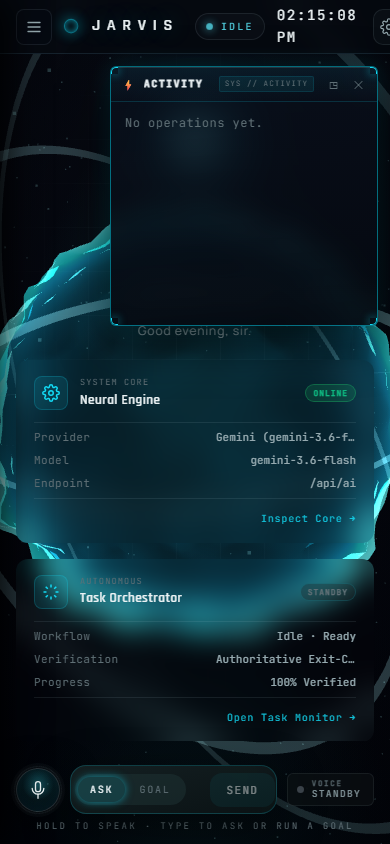 JARVIS
IDLE
02:15:08 PM
ACTIVITY
SYS // ACTIVITY
No operations yet.
Good evening, sir.
SYSTEM CORE
Neural Engine
ONLINE
Provider Gemini (gemini-3.6-f…
Model gemini-3.6-flash
Endpoint /api/ai
Inspect Core →
AUTONOMOUS
Task Orchestrator
STANDBY
Workflow Idle · Ready
Verification Authoritative Exit-C…
Progress 100% Verified
Open Task Monitor →
ASK
GOAL
SEND
VOICE
STANDBY
HOLD TO SPEAK · TYPE TO ASK OR RUN A GOAL